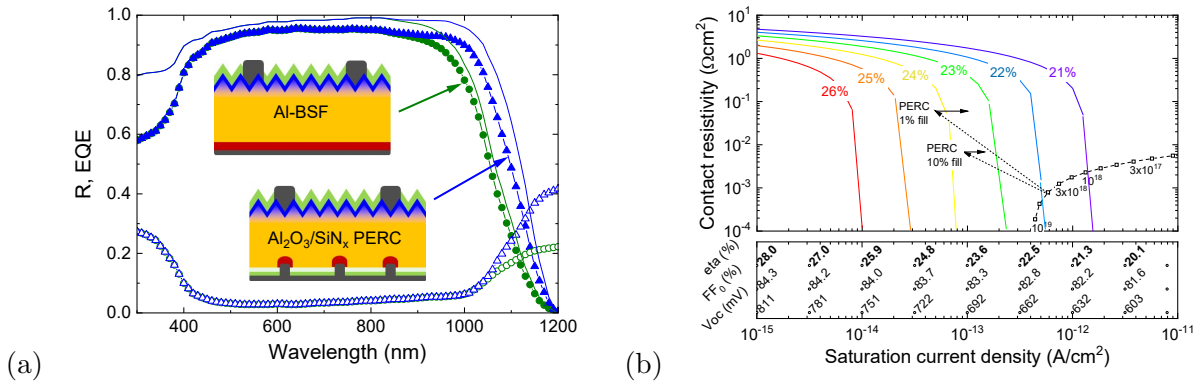 1.0
0.8
0.6
0.4
0.2
0.0
R, EQE
400 600 800 1000 1200
Wavelength (nm)
Al-BSF
Al₂O₃/SiNₓ PERC
(a)
Contact resistivity (Ωcm²)
10¹
10⁰
10⁻¹
10⁻²
10⁻³
10⁻⁴
26%
25%
24%
23%
22%
21%
PERC
1% fill
PERC
10% fill
10¹⁹
3x10¹⁸
10¹⁸
3x10¹⁷
eta (%)
28.0 27.0 25.9 24.8 23.6 22.5 21.3 20.1
FF₀ (%)
84.3 84.2 84.0 83.7 83.3 82.8 82.2 81.6
Voc (mV)
811 781 751 722 692 662 632 603
10⁻¹⁵ 10⁻¹⁴ 10⁻¹³ 10⁻¹² 10⁻¹¹
Saturation current density (A/cm²)
(b)